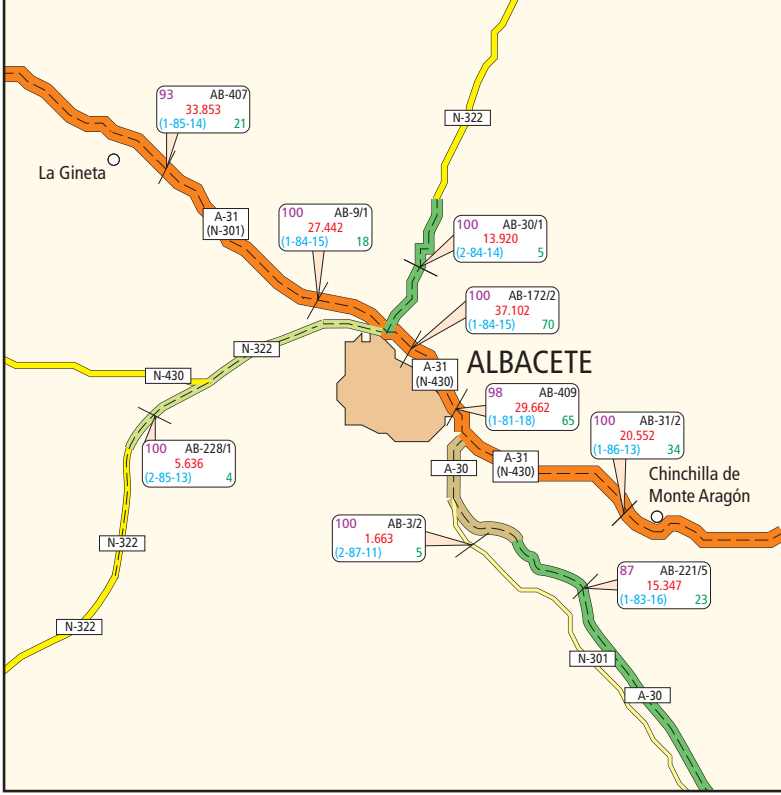 93 AB-407
33.853
(1-85-14) 21
N-322
La Gineta
100 AB-9/1
27.442
(1-84-15) 18
A-31
(N-301)
100 AB-30/1
13.920
(2-84-14) 5
100 AB-172/2
37.102
(1-84-15) 70
N-322
N-430
A-31
(N-430)
ALBACETE
98 AB-409
29.662
(1-81-18) 65
100 AB-31/2
20.552
(1-86-13) 34
100 AB-228/1
5.636
(2-85-13) 4
A-30
A-31
(N-430)
Chinchilla de
Monte Aragón
100 AB-3/2
1.663
(2-87-11) 5
N-322
87 AB-221/5
15.347
(1-83-16) 23
N-322
N-301
A-30